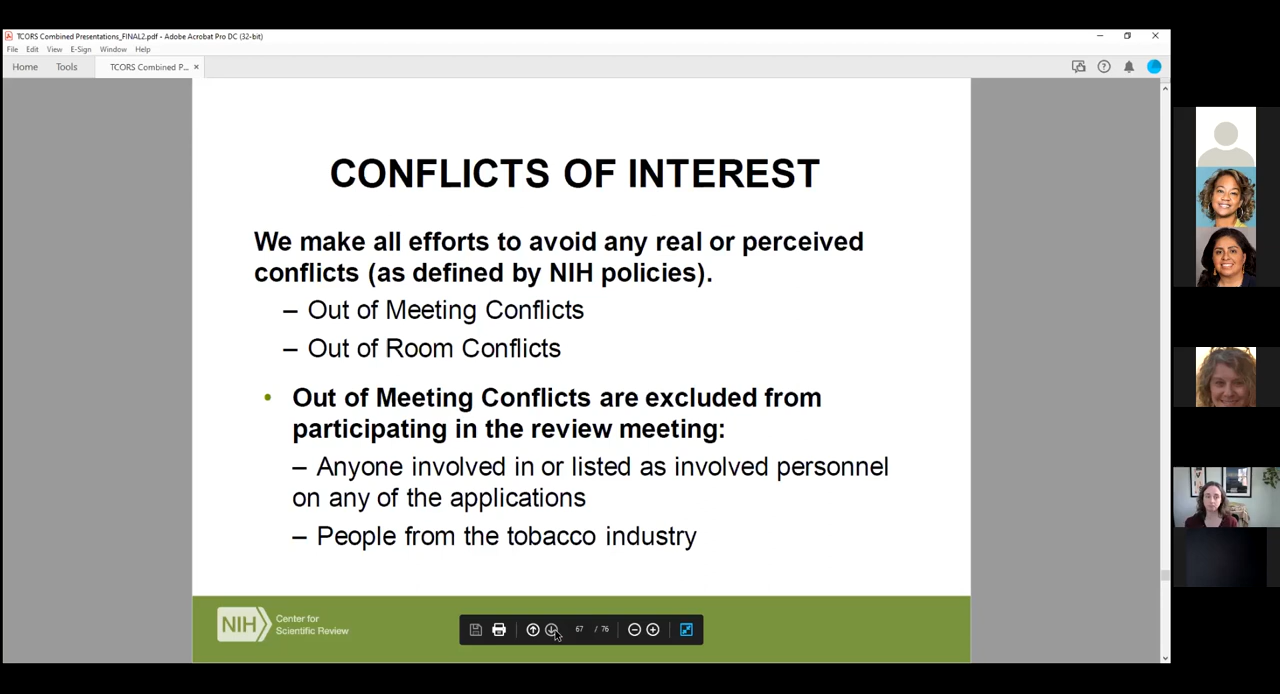 TCORS Combined Presentations_FINAL2.pdf - Adobe Acrobat Pro DC (32-bit)
File Edit View E-Sign Window Help
Home Tools TCORS Combined P... ×
CONFLICTS OF INTEREST
We make all efforts to avoid any real or perceived
conflicts (as defined by NIH policies).
– Out of Meeting Conflicts
– Out of Room Conflicts
• Out of Meeting Conflicts are excluded from
participating in the review meeting:
– Anyone involved in or listed as involved personnel
on any of the applications
– People from the tobacco industry
NIH Center for
Scientific Review
67 / 76